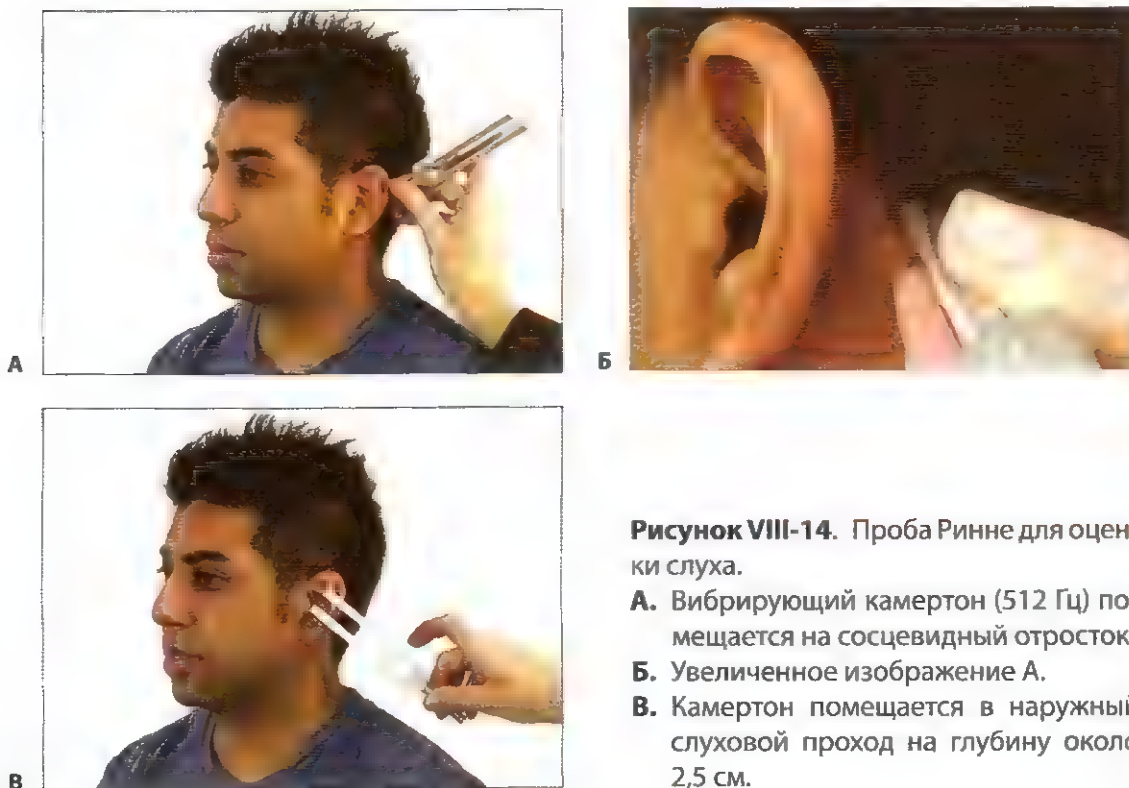 А
Б
В
Рисунок VIII-14. Проба Ринне для оцен-
ки слуха.
А. Вибрирующий камертон (512 Гц) по-
мещается на сосцевидный отросток.
Б. Увеличенное изображение А.
В. Камертон помещается в наружный
слуховой проход на глубину около
2,5 см.